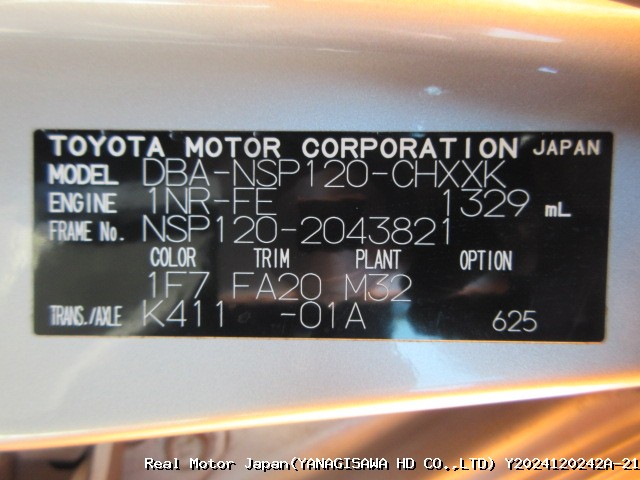 TOYOTA MOTOR CORPORATION JAPAN
MODEL DBA-NSP120-CHXXK
ENGINE 1NR-FE 1329 mL
FRAME No. NSP120-2043821
COLOR TRIM PLANT OPTION
1F7 FA20 M32
TRANS./AXLE K411 -01A 625
Real Motor Japan(YANAGISAWA HD CO.,LTD) Y2024120242A-21